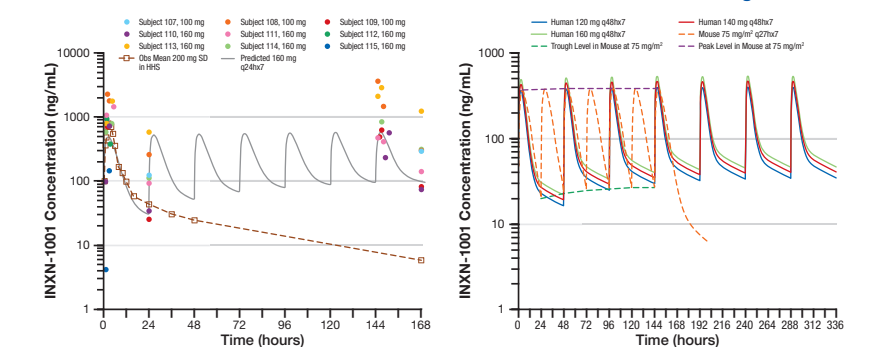 Subject 107, 100 mg
Subject 108, 100 mg
Subject 109, 100 mg
Subject 110, 160 mg
Subject 111, 160 mg
Subject 112, 160 mg
Subject 113, 160 mg
Subject 114, 160 mg
Subject 115, 160 mg
Obs Mean 200 mg SD
in HHS
Predicted 160 mg
q24hx7
INXN-1001 Concentration (ng/mL)
10000
1000
100
10
1
0 24 48 72 96 120 144 168
Time (hours)
Human 120 mg q48hx7
Human 140 mg q48hx7
Human 160 mg q48hx7
Mouse 75 mg/m² q27hx7
Trough Level in Mouse at 75 mg/m²
Peak Level in Mouse at 75 mg/m²
INXN-1001 Concentration (ng/mL)
1000
100
10
1
0 24 48 72 96 120 144 168 192 216 240 264 288 312 336
Time (hours)